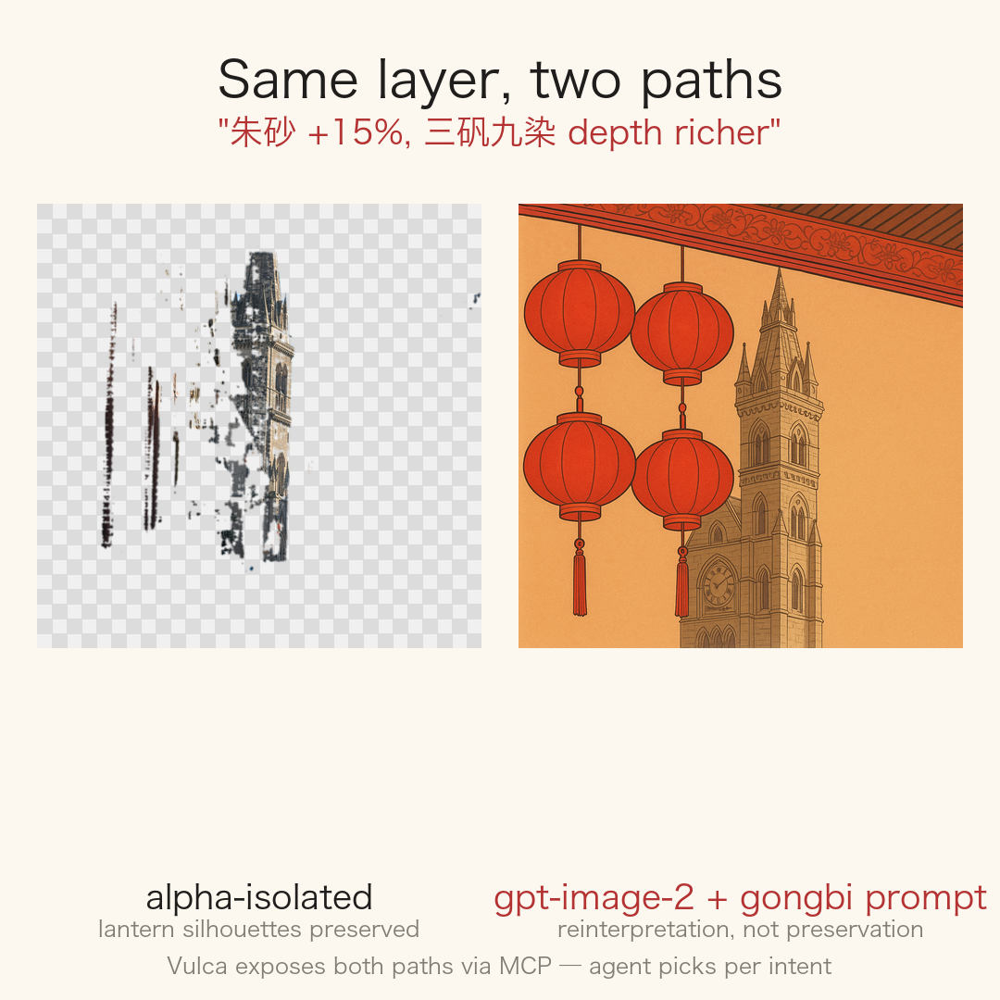 Same layer, two paths
"朱砂 +15%, 三矾九染 depth richer"
alpha-isolated
lantern silhouettes preserved
gpt-image-2 + gongbi prompt
reinterpretation, not preservation
Vulca exposes both paths via MCP — agent picks per intent